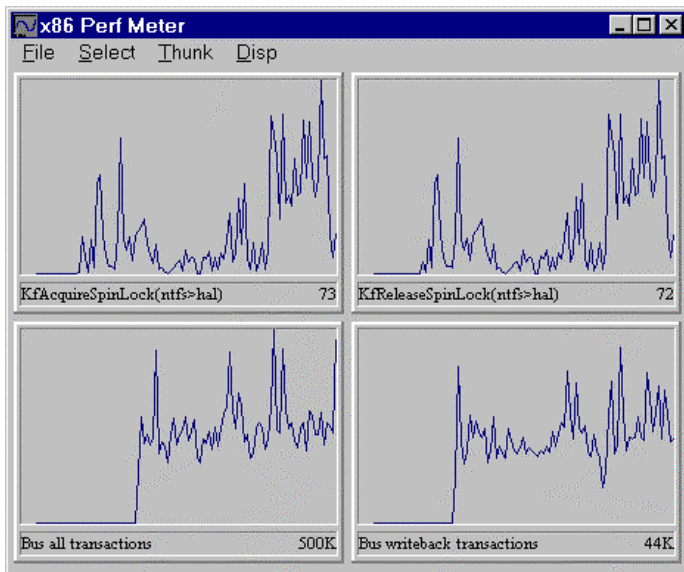 x86 Perf Meter
File Select Thunk Disp
KfAcquireSpinLock(ntfs>hal) 73
KfReleaseSpinLock(ntfs>hal) 72
Bus all transactions 500K
Bus writeback transactions 44K